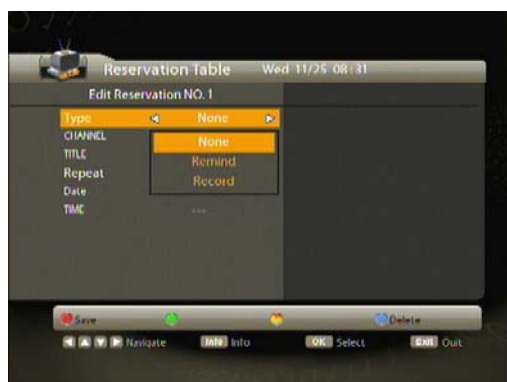 Reservation Table Wed 11/25 08:31
Edit Reservation NO. 1
Type None
CHANNEL None
TITLE Remind
Repeat Record
Date
TIME ---
Save Delete
Navigate Info Info OK Select Exit Quit